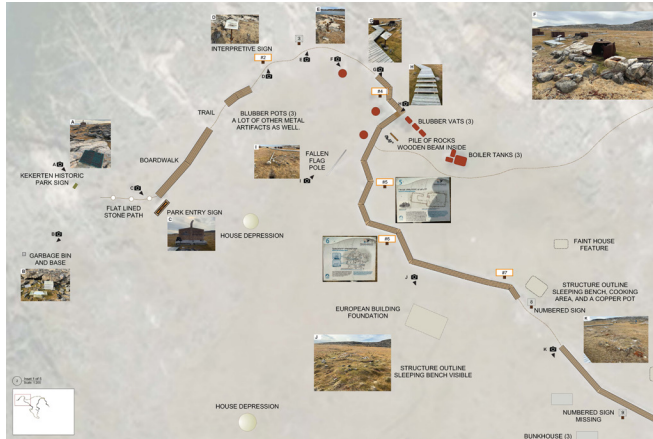 D
INTERPRETIVE SIGN
E
G
P
#2
D
E
F
G
H
#4
TRAIL
BLUBBER POTS (3)
A LOT OF OTHER METAL
ARTIFACTS AS WELL.
BLUBBER VATS (3)
PILE OF ROCKS
WOODEN BEAM INSIDE
BOILER TANKS (3)
A
A
KEKERTEN HISTORIC
PARK SIGN
BOARDWALK
I
FALLEN
FLAG
POLE
C
FLAT LINED
STONE PATH
PARK ENTRY SIGN
C
#5
5
B
GARBAGE BIN
AND BASE
B
HOUSE DEPRESSION
#6
6
FAINT HOUSE
FEATURE
J
#7
STRUCTURE OUTLINE
SLEEPING BENCH, COOKING
AREA, AND A COPPER POT
8
NUMBERED SIGN
EUROPEAN BUILDING
FOUNDATION
K
K
J
STRUCTURE OUTLINE
SLEEPING BENCH VISIBLE
HOUSE DEPRESSION
9
NUMBERED SIGN
MISSING
BUNKHOUSE (3)